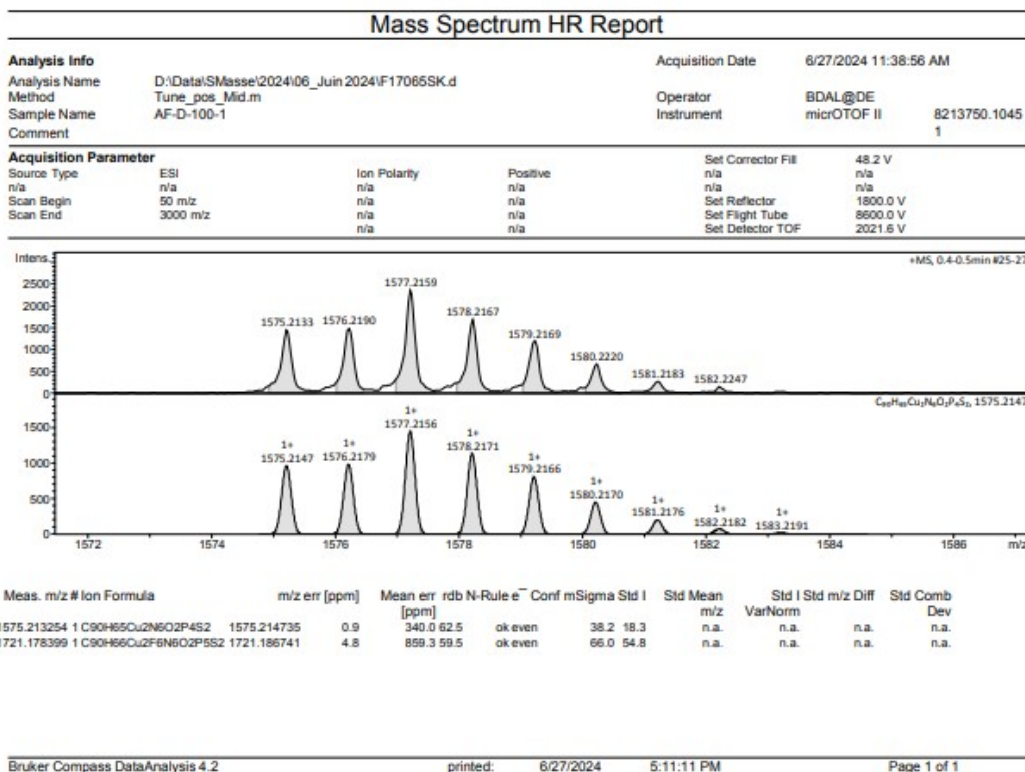 Mass Spectrum HR Report
Analysis Info Acquisition Date 6/27/2024 11:38:56 AM
Analysis Name D:\Data\SMasse\2024\06_Juin 2024\F17065SK.d
Method Tune_pos_Mid.m Operator BDAL@DE
Sample Name AF-D-100-1 Instrument micrOTOF II 8213750.1045
Comment 1
Acquisition Parameter Set Corrector Fill 48.2 V
Source Type ESI Ion Polarity Positive n/a n/a
n/a n/a n/a n/a n/a n/a
Scan Begin 50 m/z n/a n/a Set Reflector 1800.0 V
Scan End 3000 m/z n/a n/a Set Flight Tube 8600.0 V
n/a n/a Set Detector TOF 2021.6 V
Intens. +MS, 0.4-0.5min #25-27
1577.2159
2500
2000
1575.2133 1576.2190 1578.2167
1500
1579.2169
1000
1580.2220
500
1581.2183 1582.2247
0
1+
1577.2156
1500
1+ 1+ 1+
1575.2147 1576.2179 1578.2171
1000
1+
1579.2166
1+
1580.2170
500
1+
1581.2176
1+
1582.2182
1+
1583.2191
0
1572 1574 1576 1578 1580 1582 1584 1586 m/z
Meas. m/z # Ion Formula m/z err [ppm] Mean err rdb N-Rule e¯ Conf mSigma Std I Std Mean Std I Std m/z Diff Std Comb
[ppm] m/z VarNorm Dev
1575.213254 1 C90H65Cu2N6O2P4S2 1575.214735 0.9 340.0 62.5 ok even 38.2 18.3 n.a. n.a. n.a. n.a.
1721.178399 1 C90H66Cu2F6N6O2P5S2 1721.186741 4.8 859.3 59.5 ok even 66.0 54.8 n.a. n.a. n.a. n.a.
Bruker Compass DataAnalysis 4.2 printed: 6/27/2024 5:11:11 PM Page 1 of 1